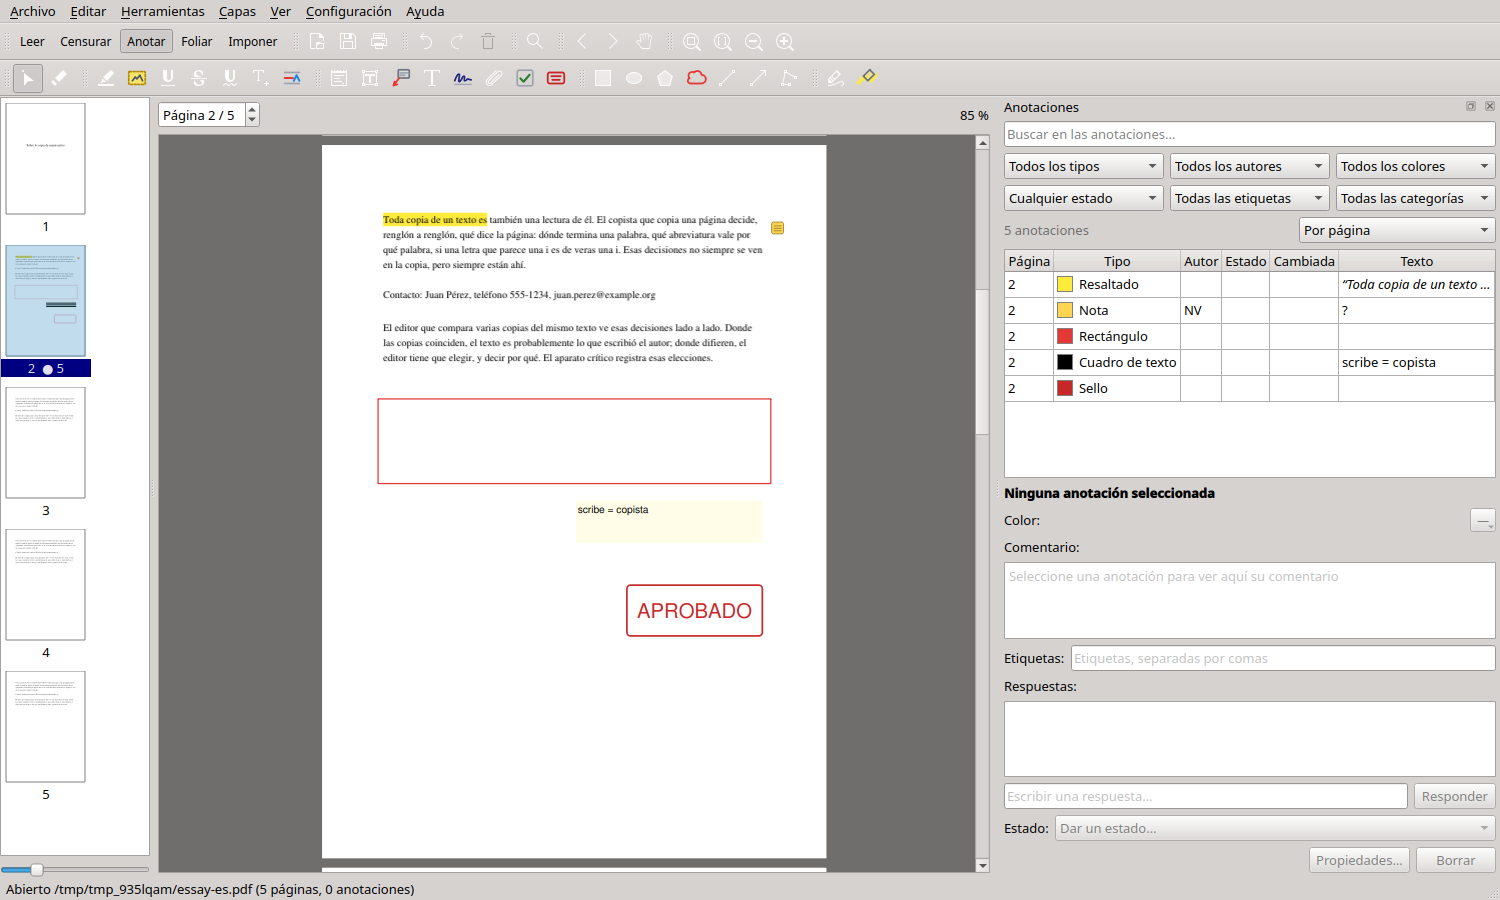 Archivo Editar Herramientas Capas Ver Configuración Ayuda
Leer Censurar Anotar Foliar Imponer
Página 2 / 5
85 %
1
2 5
3
4
5
Toda copia de un texto es también una lectura de él. El copista que copia una página decide,
renglón a renglón, qué dice la página: dónde termina una palabra, qué abreviatura vale por
qué palabra, si una letra que parece una i es de veras una i. Esas decisiones no siempre se ven
en la copia, pero siempre están ahí.
Contacto: Juan Pérez, teléfono 555-1234, juan.perez@example.org
El editor que compara varias copias del mismo texto ve esas decisiones lado a lado. Donde
las copias coinciden, el texto es probablemente lo que escribió el autor; donde difieren, el
editor tiene que elegir, y decir por qué. El aparato crítico registra esas elecciones.
scribe = copista
APROBADO
Anotaciones
Buscar en las anotaciones...
Todos los tipos Todos los autores Todos los colores
Cualquier estado Todas las etiquetas Todas las categorías
5 anotaciones Por página
Página Tipo Autor Estado Cambiada Texto
2 Resaltado “Toda copia de un texto ...
2 Nota NV ?
2 Rectángulo
2 Cuadro de texto scribe = copista
2 Sello
Ninguna anotación seleccionada
Color: —
Comentario:
Seleccione una anotación para ver aquí su comentario
Etiquetas: Etiquetas, separadas por comas
Respuestas:
Escribir una respuesta... Responder
Estado: Dar un estado...
Propiedades... Borrar
Abierto /tmp/tmp_935lqam/essay-es.pdf (5 páginas, 0 anotaciones)